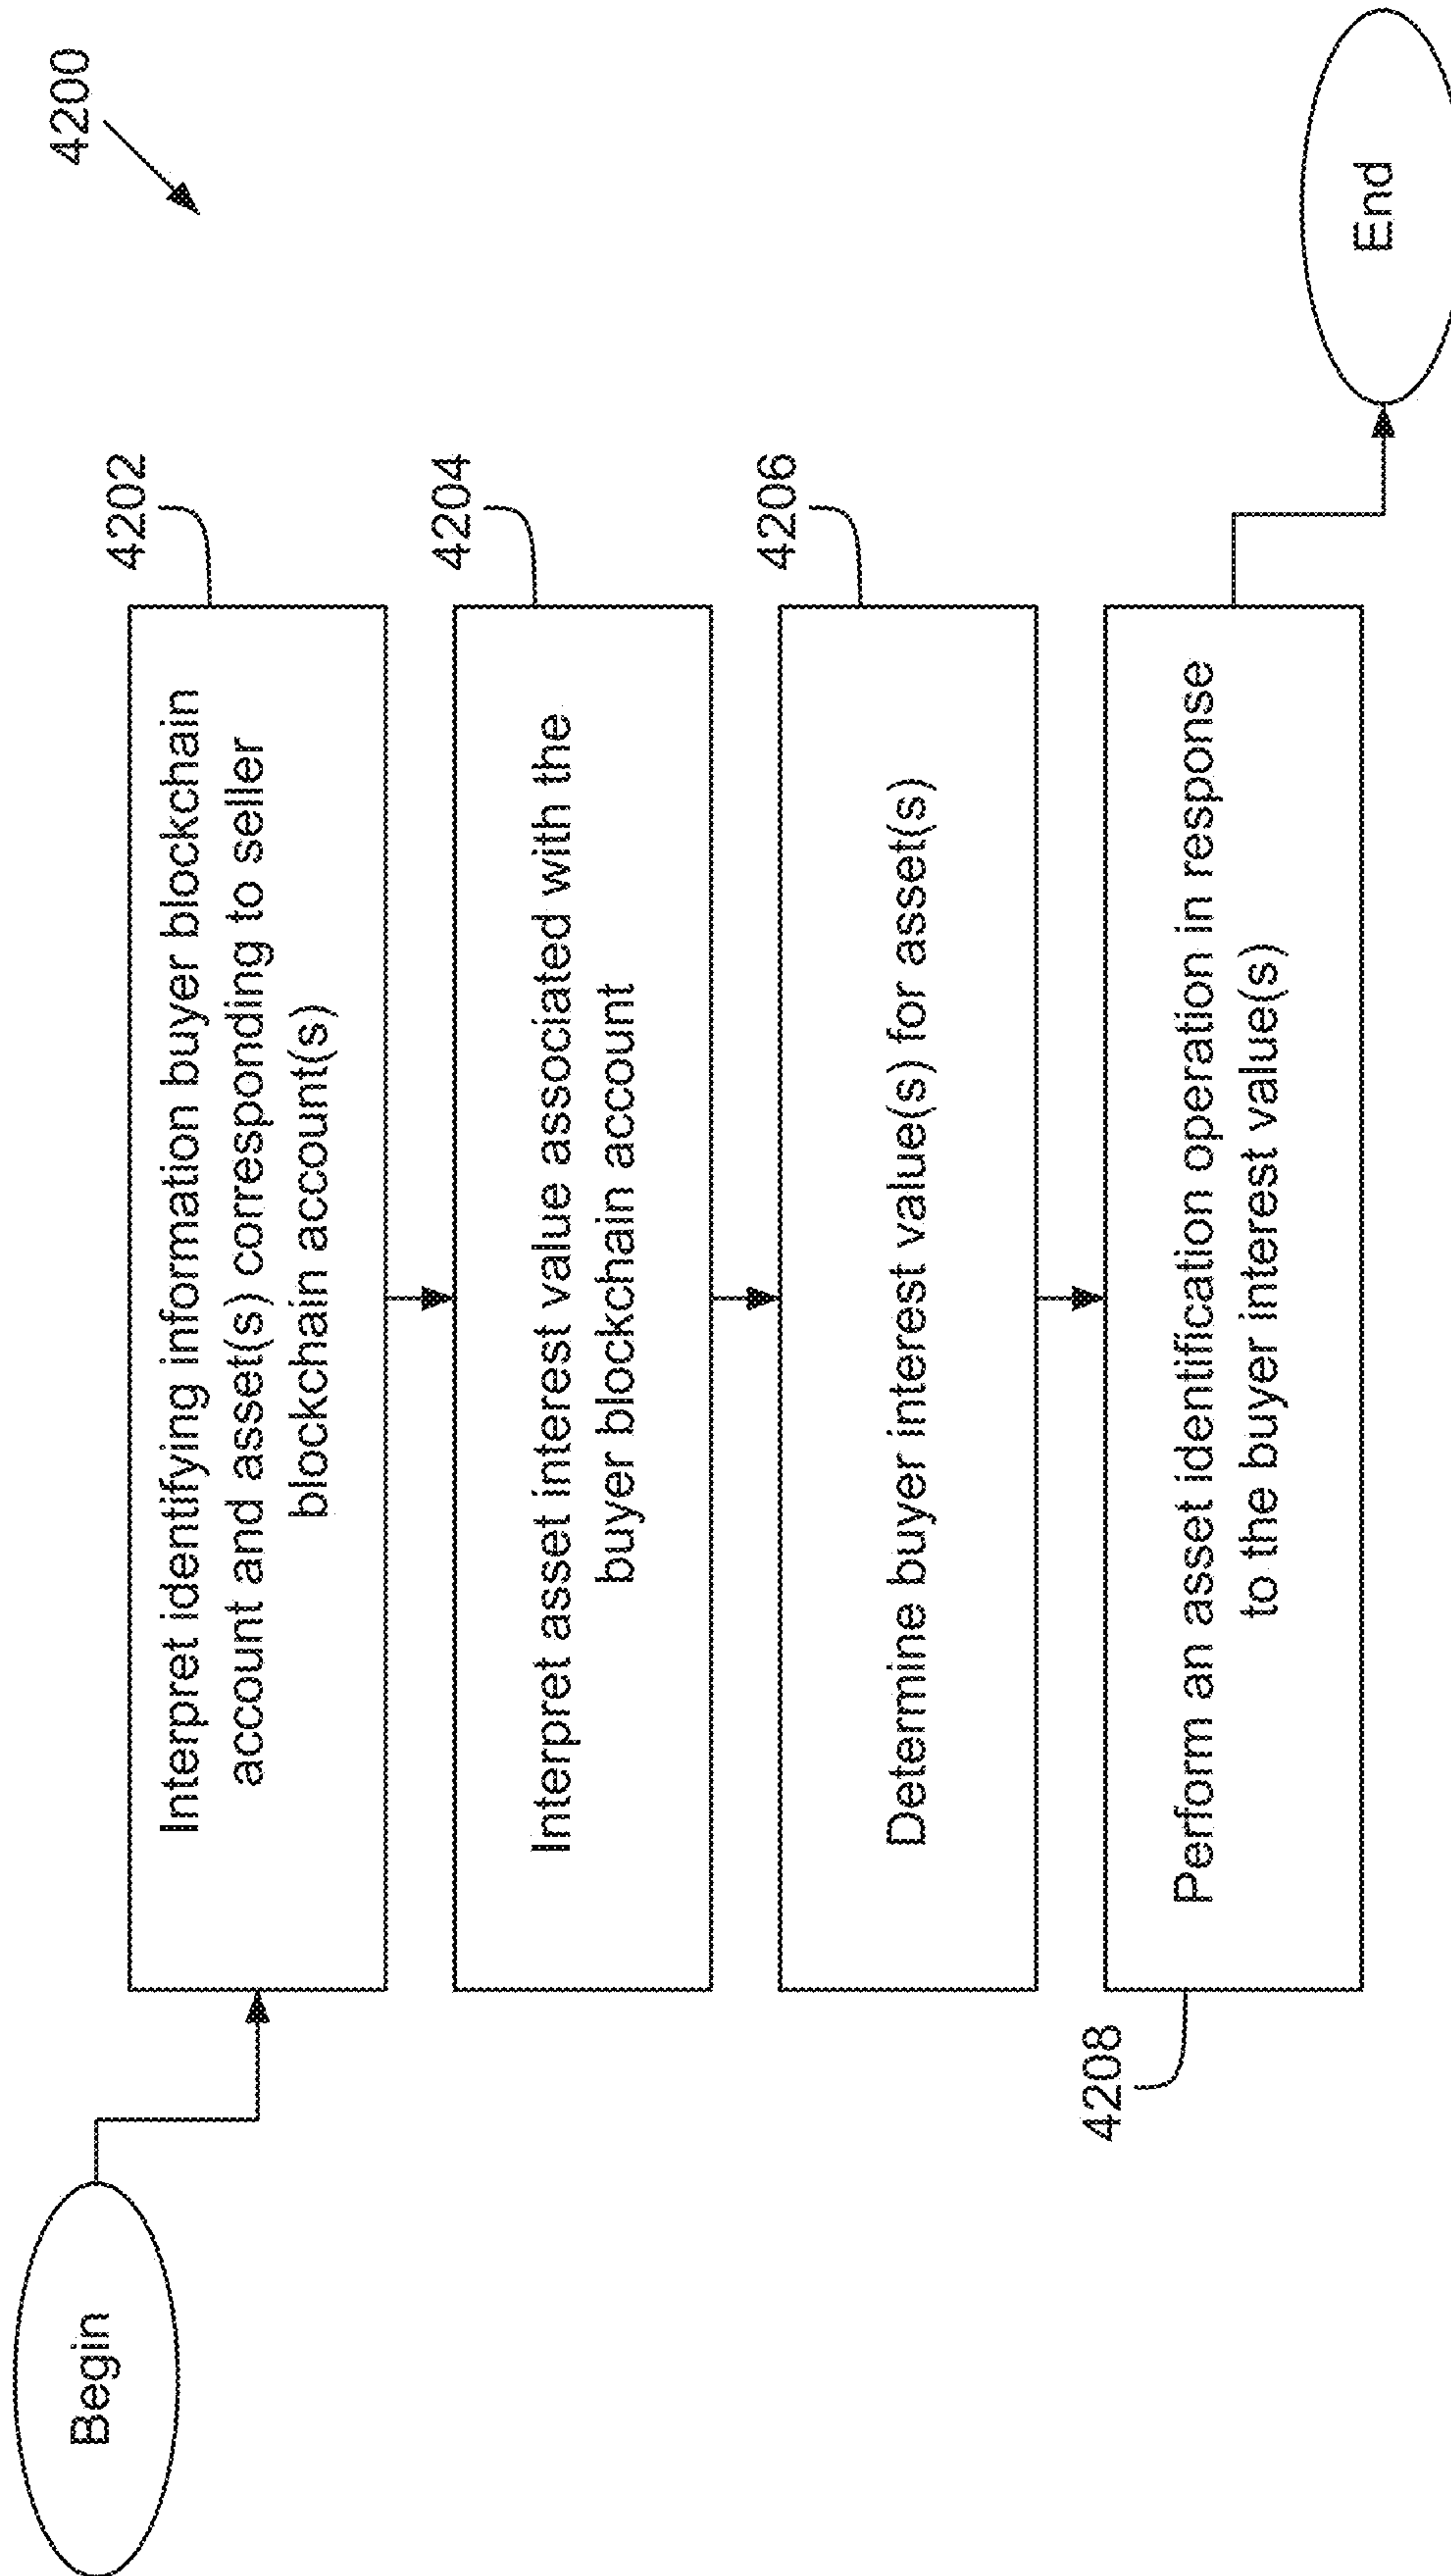 4200
Begin
4202
Interpret identifying information buyer blockchain
account and asset(s) corresponding to seller
blockchain account(s)
4204
Interpret asset interest value associated with the
buyer blockchain account
4206
Determine buyer interest value(s) for asset(s)
4208
Perform an asset identification operation in response
to the buyer interest value(s)
End